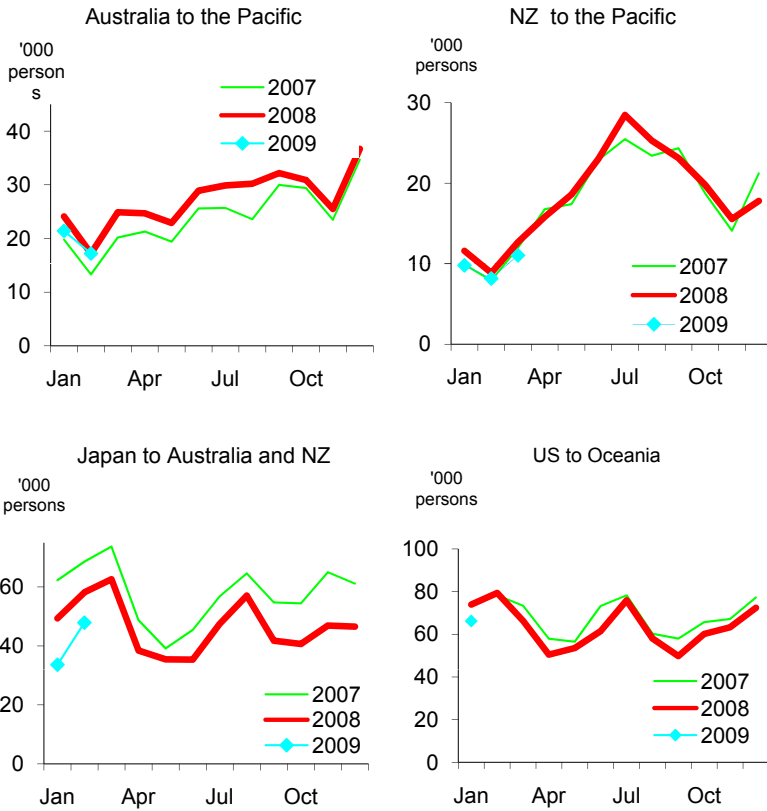 Australia to the Pacific
'000
person
s
2007
2008
2009
40
30
20
10
0
Jan Apr Jul Oct
NZ to the Pacific
'000
persons
30
20
10
0
2007
2008
2009
Jan Apr Jul Oct
Japan to Australia and NZ
'000
persons
60
40
20
0
2007
2008
2009
Jan Apr Jul Oct
US to Oceania
'000
persons
100
80
60
40
20
0
2007
2008
2009
Jan Apr Jul Oct